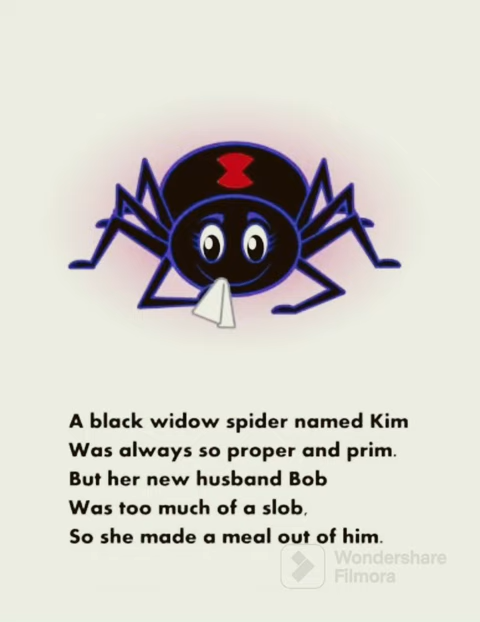 A black widow spider named Kim
Was always so proper and prim.
But her new husband Bob
Was too much of a slob,
So she made a meal out of him.
Wondershare
Filmora